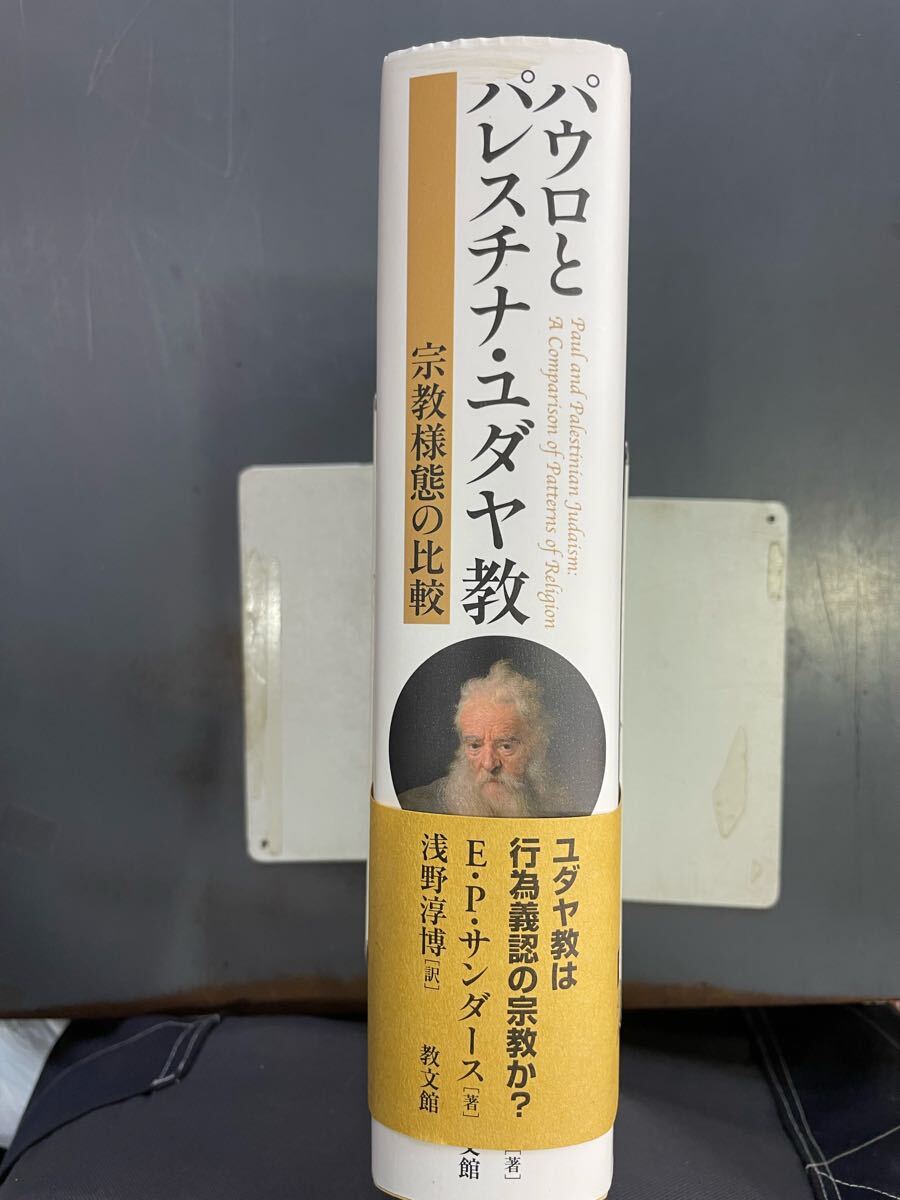 パウロと
パレスチナ・ユダヤ教
Paul and Palestinian Judaism:
A Comparison of Patterns of Religion
宗教様態の比較
ユダヤ教は
行為義認の宗教か?
E・P・サンダース[著]
浅野淳博[訳]
教文館
[著]
館